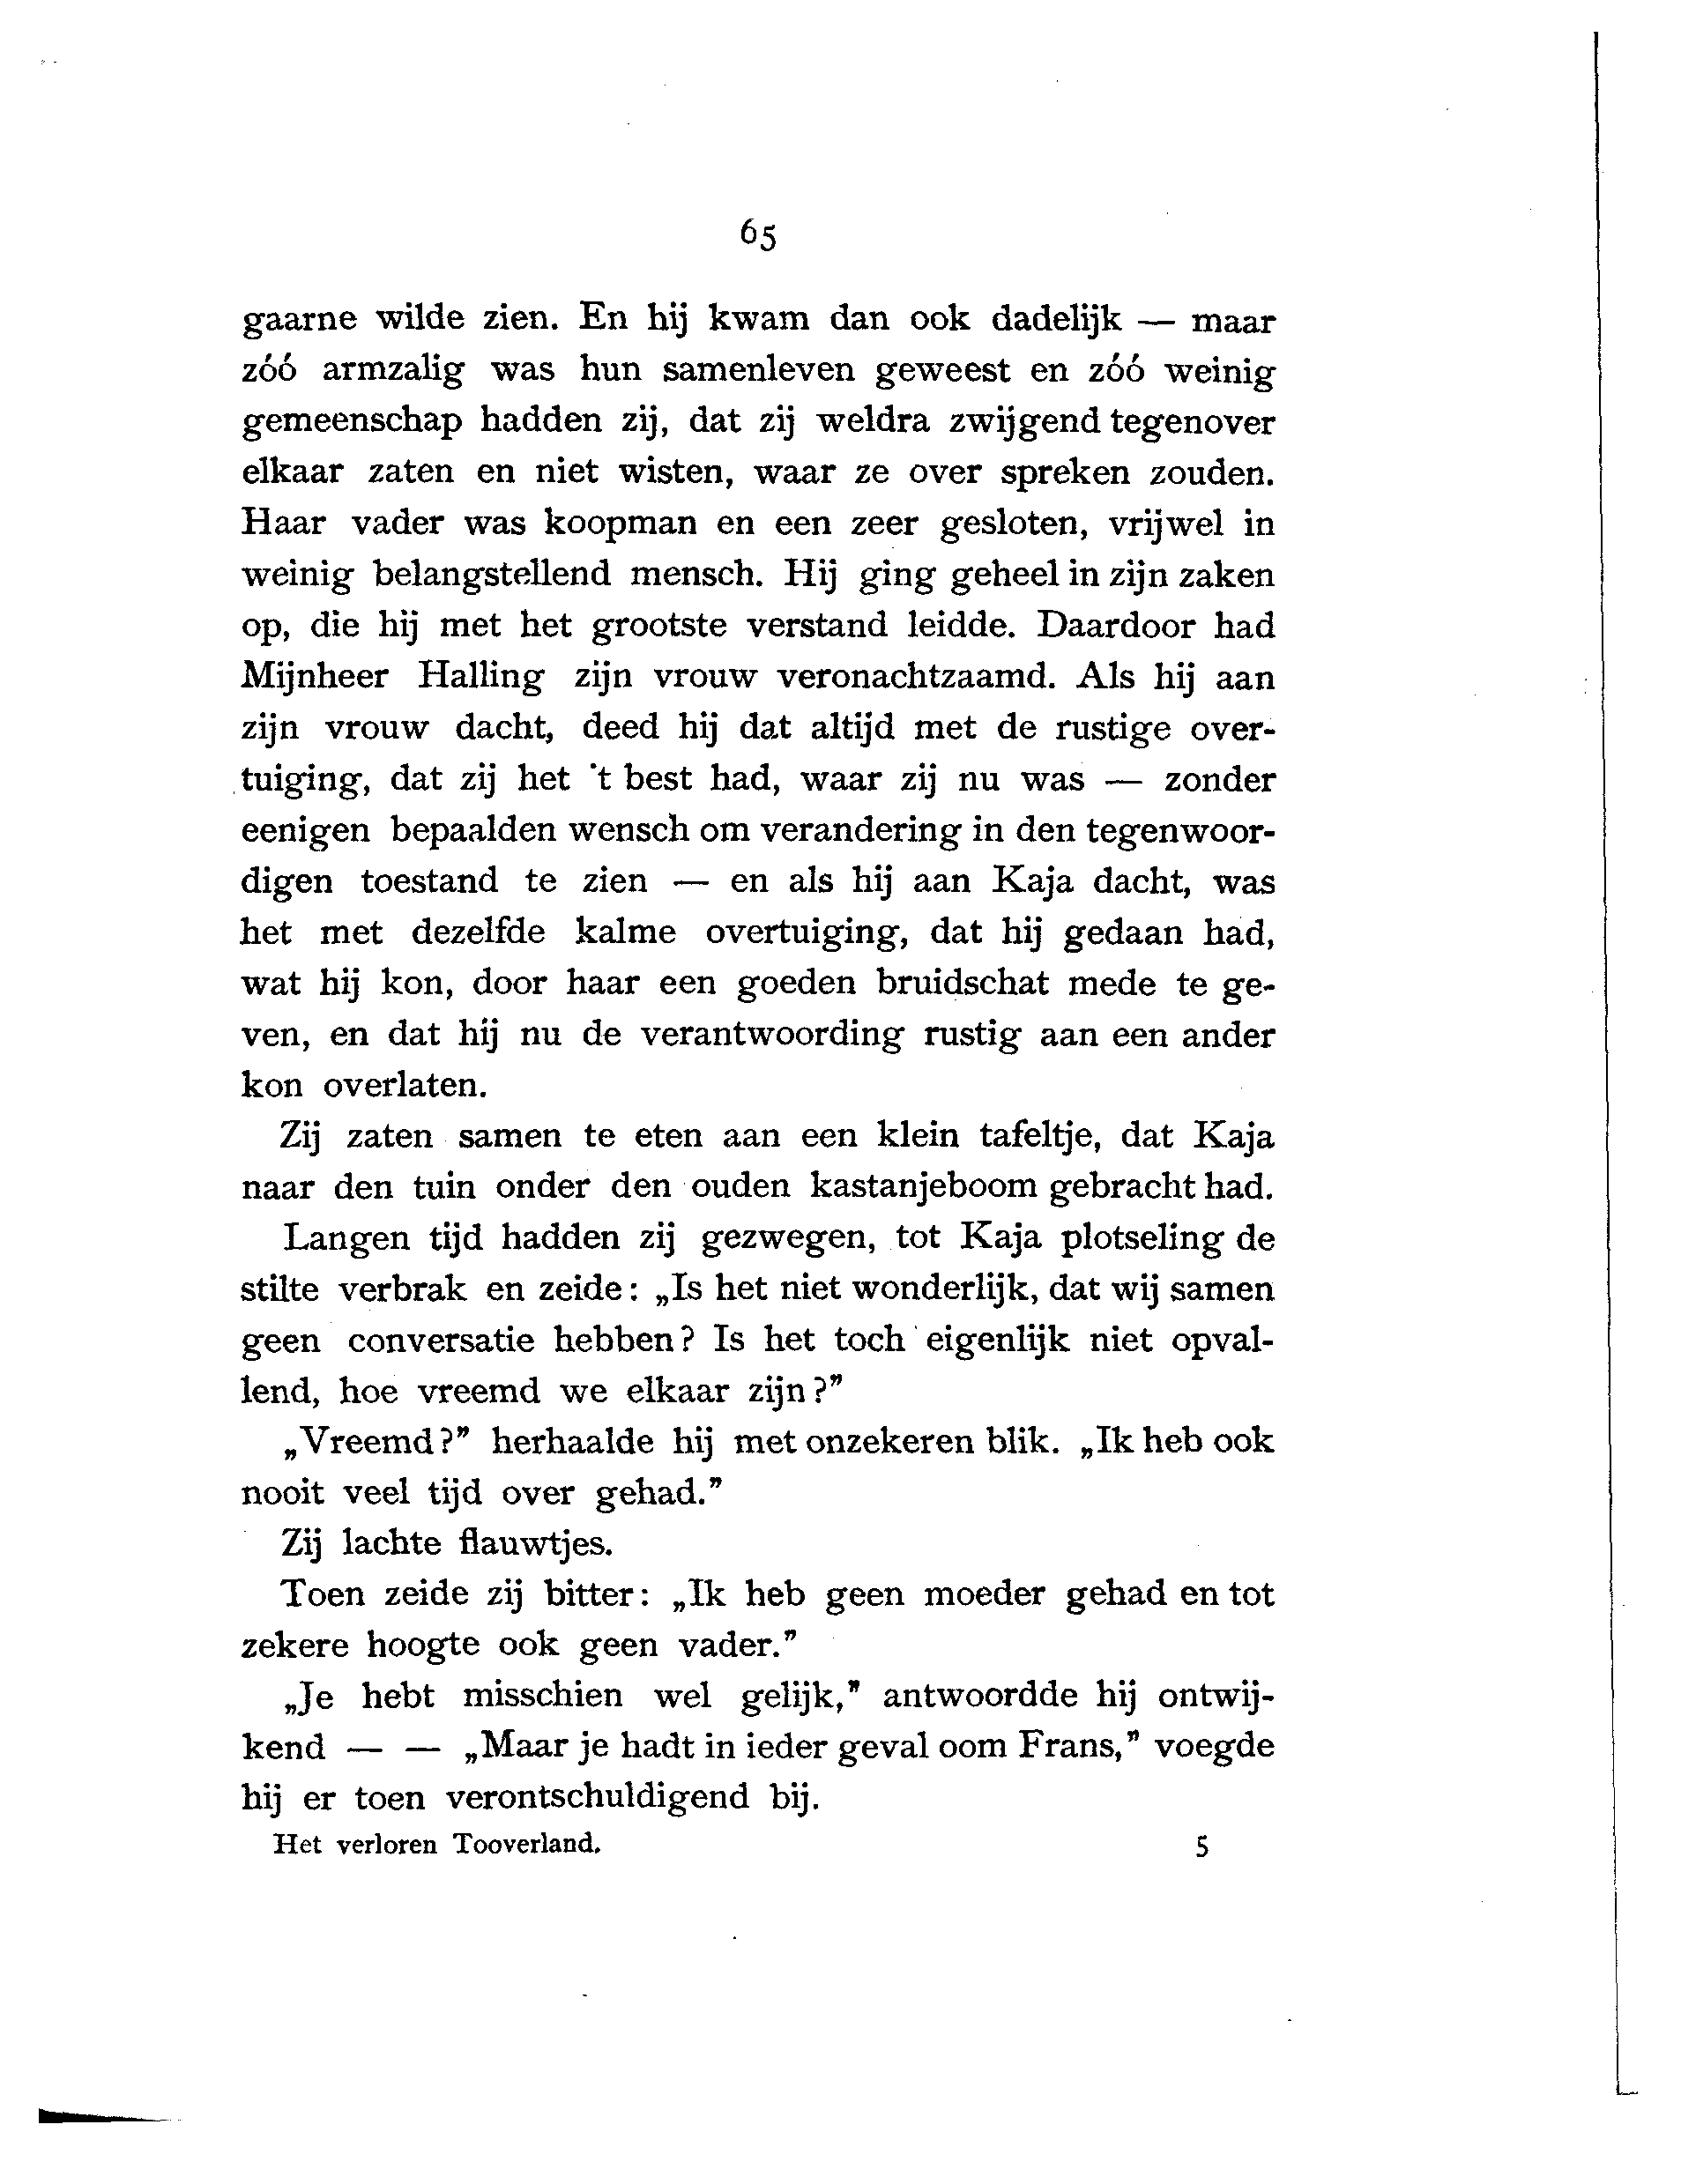 65
gaarne wilde zien. En hij kwam dan ook dadelijk — maar
zóó armzalig was hun samenleven geweest en zóó weinig
gemeenschap hadden zij, dat zij weldra zwijgend tegenover
elkaar zaten en niet wisten, waar ze over spreken zouden.
Haar vader was koopman en een zeer gesloten, vrijwel in
weinig belangstellend mensch. Hij ging geheel in zijn zaken
op, die hij met het grootste verstand leidde. Daardoor had
Mijnheer Halling zijn vrouw veronachtzaamd. Als hij aan
zijn vrouw dacht, deed hij dat altijd met de rustige over-
tuiging, dat zij het 't best had, waar zij nu was — zonder
eenigen bepaalden wensch om verandering in den tegenwoor-
digen toestand te zien — en als hij aan Kaja dacht, was
het met dezelfde kalme overtuiging, dat hij gedaan had,
wat hij kon, door haar een goeden bruidschat mede te ge-
ven, en dat hij nu de verantwoording rustig aan een ander
kon overlaten.
Zij zaten samen te eten aan een klein tafeltje, dat Kaja
naar den tuin onder den ouden kastanjeboom gebracht had.
Langen tijd hadden zij gezwegen, tot Kaja plotseling de
stilte verbrak en zeide: „Is het niet wonderlijk, dat wij samen
geen conversatie hebben? Is het toch eigenlijk niet opval-
lend, hoe vreemd we elkaar zijn?”
„Vreemd?” herhaalde hij met onzekeren blik. „Ik heb ook
nooit veel tijd over gehad.”
Zij lachte flauwtjes.
Toen zeide zij bitter: „Ik heb geen moeder gehad en tot
zekere hoogte ook geen vader.”
„Je hebt misschien wel gelijk,” antwoordde hij ontwij-
kend — — „Maar je hadt in ieder geval oom Frans,” voegde
hij er toen verontschuldigend bij.
Het verloren Tooverland. 5